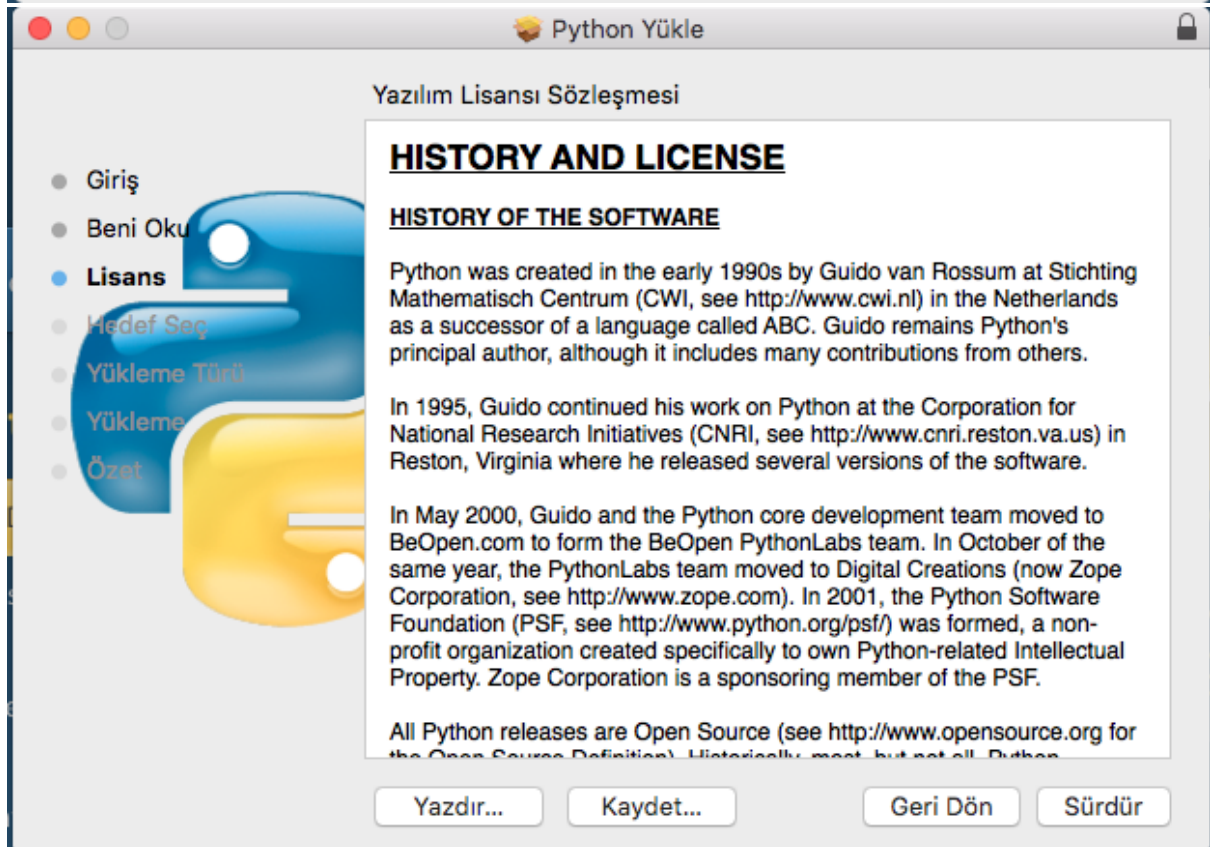 Python Yükle
Yazılım Lisansı Sözleşmesi
Giriş
Beni Oku
Lisans
Hedef Seç
Yükleme Türü
Yükleme
Özet
HISTORY AND LICENSE
HISTORY OF THE SOFTWARE
Python was created in the early 1990s by Guido van Rossum at Stichting
Mathematisch Centrum (CWI, see http://www.cwi.nl) in the Netherlands
as a successor of a language called ABC. Guido remains Python's
principal author, although it includes many contributions from others.
In 1995, Guido continued his work on Python at the Corporation for
National Research Initiatives (CNRI, see http://www.cnri.reston.va.us) in
Reston, Virginia where he released several versions of the software.
In May 2000, Guido and the Python core development team moved to
BeOpen.com to form the BeOpen PythonLabs team. In October of the
same year, the PythonLabs team moved to Digital Creations (now Zope
Corporation, see http://www.zope.com). In 2001, the Python Software
Foundation (PSF, see http://www.python.org/psf/) was formed, a non-
profit organization created specifically to own Python-related Intellectual
Property. Zope Corporation is a sponsoring member of the PSF.
All Python releases are Open Source (see http://www.opensource.org for
the Open Source Definition). Historically, most, but not all, Python
Yazdır...
Kaydet...
Geri Dön
Sürdür